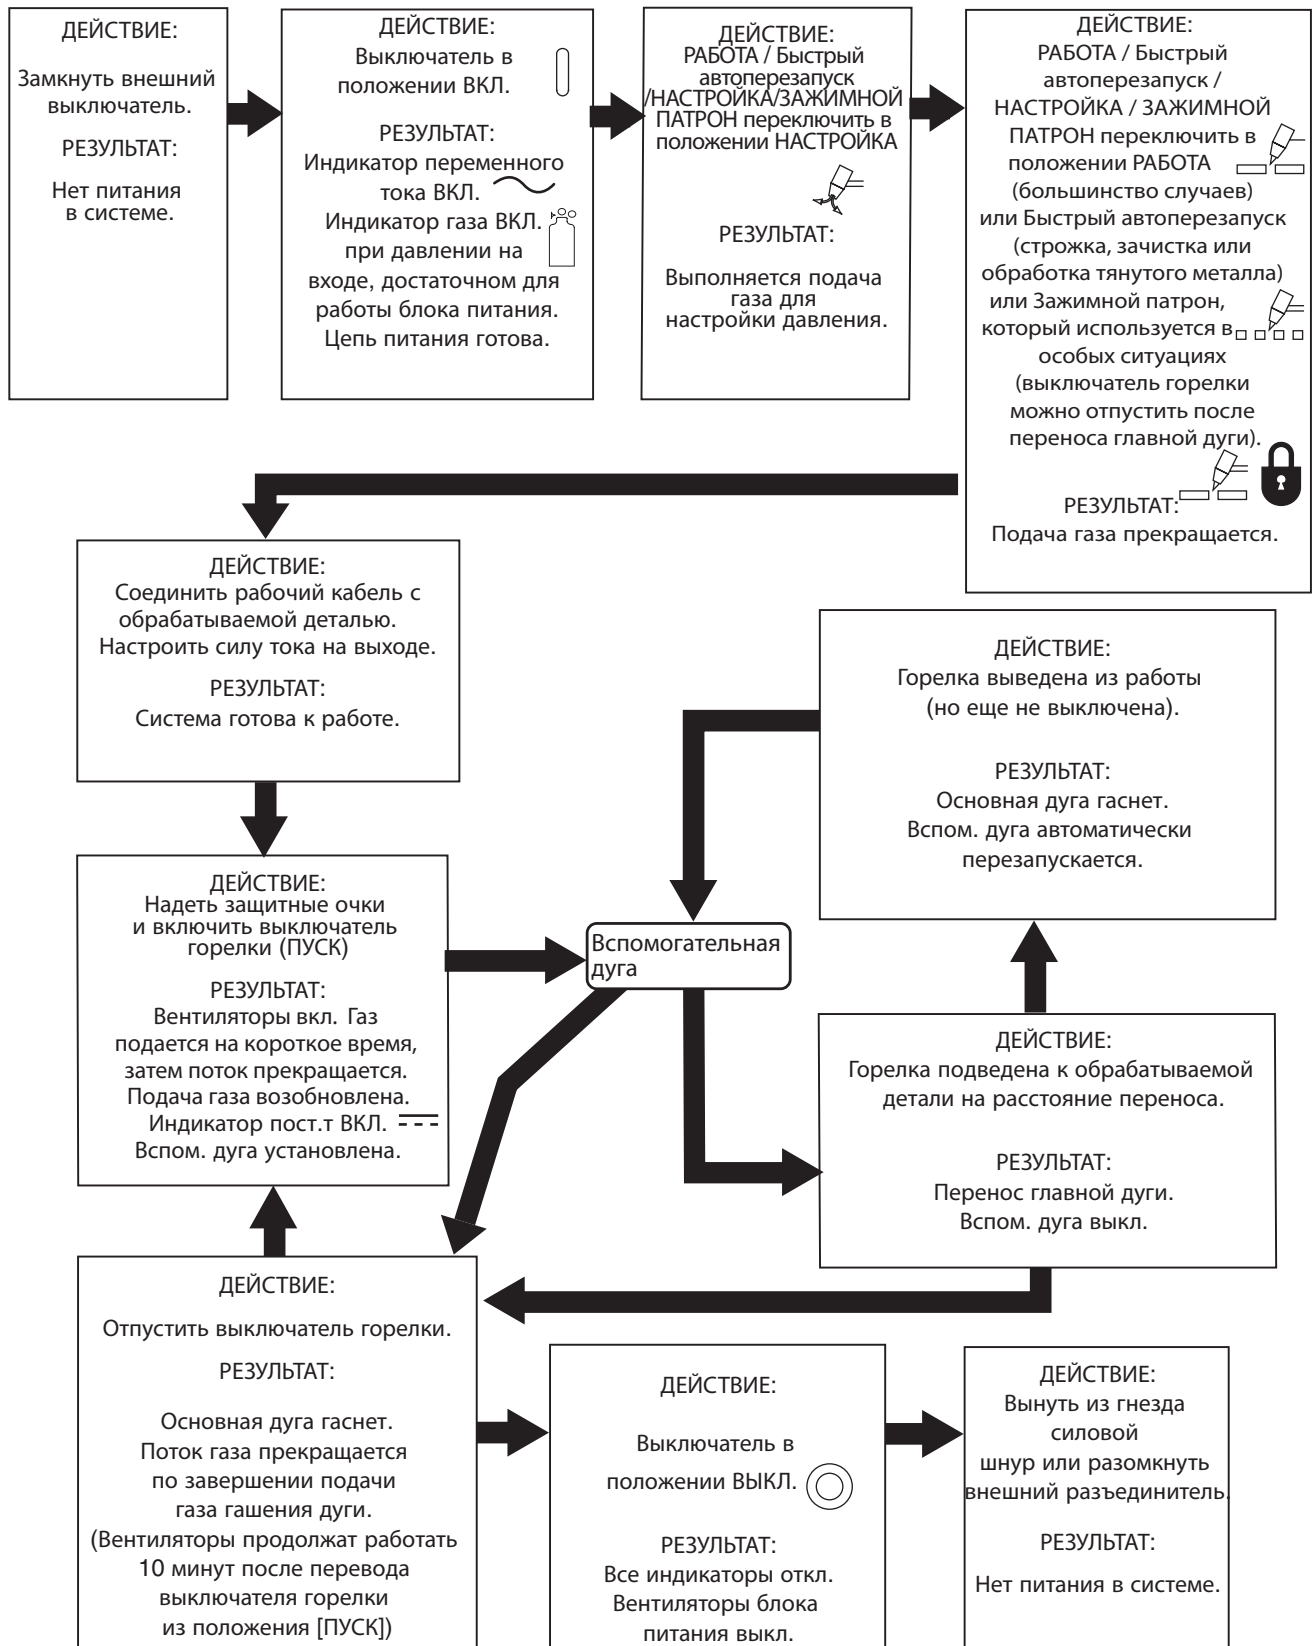 ДЕЙСТВИЕ:
Замкнуть внешний
выключатель.
РЕЗУЛЬТАТ:
Нет питания
в системе.
ДЕЙСТВИЕ:
Выключатель в
положении ВКЛ.
РЕЗУЛЬТАТ:
Индикатор переменного
тока ВКЛ.
Индикатор газа ВКЛ.
при давлении на
входе, достаточном для
работы блока питания.
Цепь питания готова.
ДЕЙСТВИЕ:
РАБОТА / Быстрый
автоперезапуск
/НАСТРОЙКА/ЗАЖИМНОЙ
ПАТРОН переключить в
положении НАСТРОЙКА
РЕЗУЛЬТАТ:
Выполняется подача
газа для
настройки давления.
ДЕЙСТВИЕ:
РАБОТА / Быстрый
автоперезапуск /
НАСТРОЙКА / ЗАЖИМНОЙ
ПАТРОН переключить в
положении РАБОТА
(большинство случаев)
или Быстрый автоперезапуск
(строжка, зачистка или
обработка тянутого металла)
или Зажимной патрон,
который используется в
особых ситуациях
(выключатель горелки
можно отпустить после
переноса главной дуги).
РЕЗУЛЬТАТ:
Подача газа прекращается.
ДЕЙСТВИЕ:
Соединить рабочий кабель с
обрабатываемой деталью.
Настроить силу тока на выходе.
РЕЗУЛЬТАТ:
Система готова к работе.
ДЕЙСТВИЕ:
Надеть защитные очки
и включить выключатель
горелки (ПУСК)
РЕЗУЛЬТАТ:
Вентиляторы вкл. Газ
подается на короткое время,
затем поток прекращается.
Подача газа возобновлена.
Индикатор пост.т ВКЛ.
Вспом. дуга установлена.
Вспомогательная
дуга
ДЕЙСТВИЕ:
Горелка выведена из работы
(но еще не выключена).
РЕЗУЛЬТАТ:
Основная дуга гаснет.
Вспом. дуга автоматически
перезапускается.
ДЕЙСТВИЕ:
Горелка подведена к обрабатываемой
детали на расстояние переноса.
РЕЗУЛЬТАТ:
Перенос главной дуги.
Вспом. дуга выкл.
ДЕЙСТВИЕ:
Отпустить выключатель горелки.
РЕЗУЛЬТАТ:
Основная дуга гаснет.
Поток газа прекращается
по завершении подачи
газа гашения дуги.
(Вентиляторы продолжат работать
10 минут после перевода
выключателя горелки
из положения [ПУСК])
ДЕЙСТВИЕ:
Выключатель в
положении ВЫКЛ.
РЕЗУЛЬТАТ:
Все индикаторы откл.
Вентиляторы блока
питания выкл.
ДЕЙСТВИЕ:
Вынуть из гнезда
силовой
шнур или разомкнуть
внешний разъединитель.
РЕЗУЛЬТАТ:
Нет питания в системе.